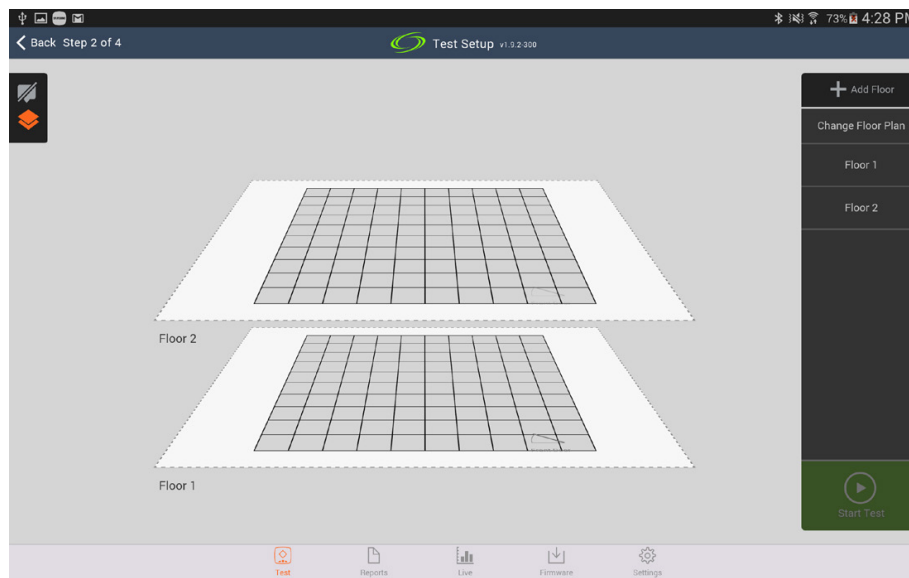 73% 4:28 PM
Back Step 2 of 4
Test Setup v1.9.2-300
Add Floor
Change Floor Plan
Floor 1
Floor 2
Floor 2
Floor 1
Start Test
Test Reports Live Firmware Settings